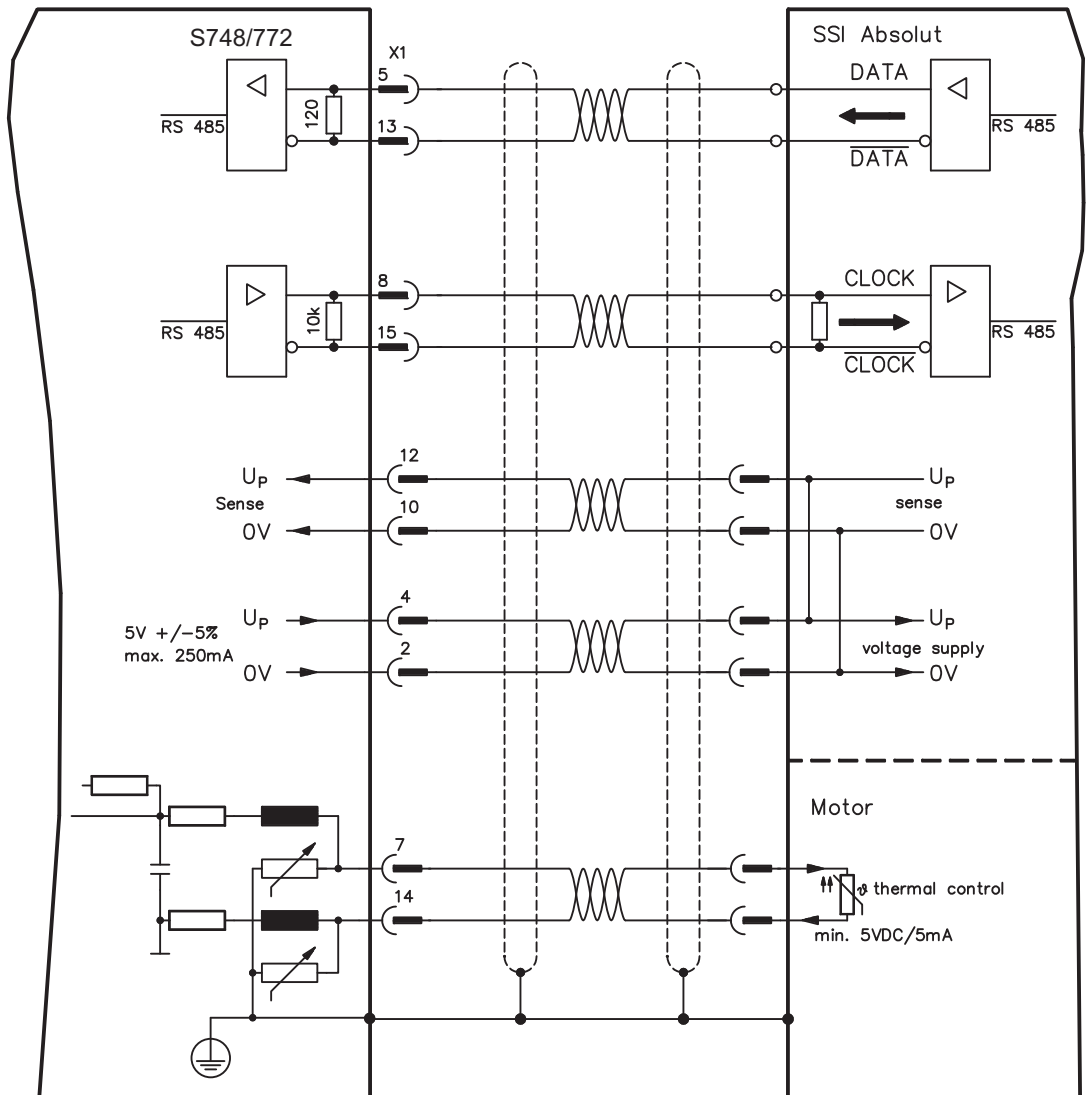 S748/772
X1
SSI Absolut
5
DATA
RS 485
120
RS 485
13
DATA
8
CLOCK
RS 485
10k
RS 485
15
CLOCK
12
UP
UP
Sense
sense
10
0V
0V
4
UP
UP
5V +/-5%
max. 250mA
voltage supply
2
0V
0V
Motor
7
ϑ thermal control
14
min. 5VDC/5mA